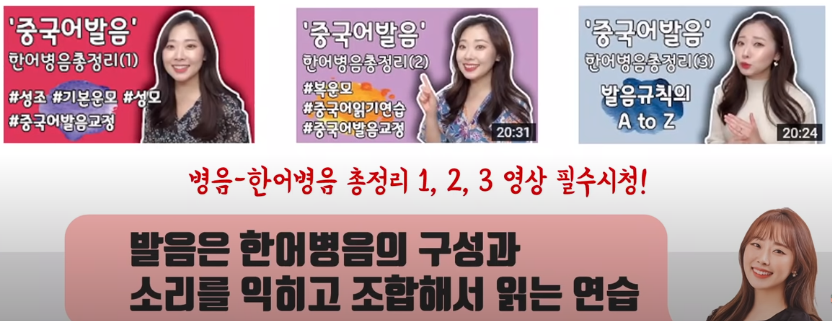 '중국어발음'
한어병음총정리(1)
#성조 #기본운모 #성모
#중국어발음교정
'중국어발음'
한어병음총정리(2)
#복운모
#중국어읽기연습
#중국어발음교정
20:31
'중국어발음'
한어병음총정리(3)
발음규칙의
A to Z
20:24
병음-한어병음 총정리 1, 2, 3 영상 필수시청!
발음은 한어병음의 구성과
소리를 익히고 조합해서 읽는 연습